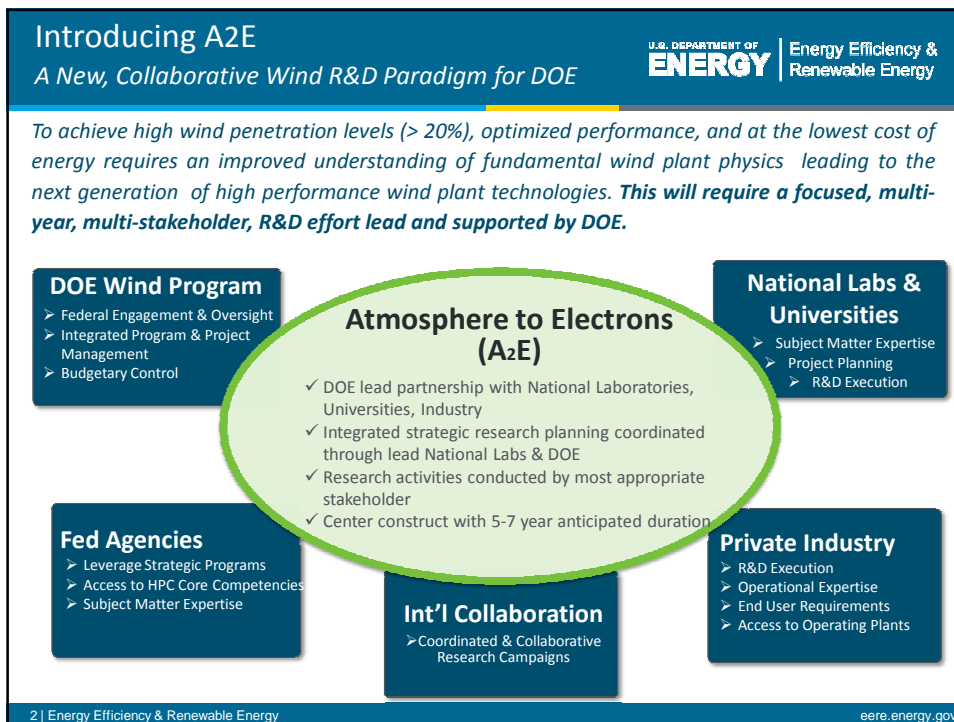 Introducing A2E
A New, Collaborative Wind R&D Paradigm for DOE
U.S. DEPARTMENT OF
ENERGY
Energy Efficiency &
Renewable Energy
To achieve high wind penetration levels (> 20%), optimized performance, and at the lowest cost of
energy requires an improved understanding of fundamental wind plant physics leading to the
next generation of high performance wind plant technologies. This will require a focused, multi-
year, multi-stakeholder, R&D effort lead and supported by DOE.
DOE Wind Program
➢ Federal Engagement & Oversight
➢ Integrated Program & Project
Management
➢ Budgetary Control
National Labs &
Universities
➢ Subject Matter Expertise
➢ Project Planning
➢ R&D Execution
Atmosphere to Electrons
(A2E)
✓ DOE lead partnership with National Laboratories,
Universities, Industry
✓ Integrated strategic research planning coordinated
through lead National Labs & DOE
✓ Research activities conducted by most appropriate
stakeholder
✓ Center construct with 5-7 year anticipated duration
Fed Agencies
➢ Leverage Strategic Programs
➢ Access to HPC Core Competencies
➢ Subject Matter Expertise
Int'l Collaboration
➢Coordinated & Collaborative
Research Campaigns
Private Industry
➢ R&D Execution
➢ Operational Expertise
➢ End User Requirements
➢ Access to Operating Plants
2 | Energy Efficiency & Renewable Energy
eere.energy.gov